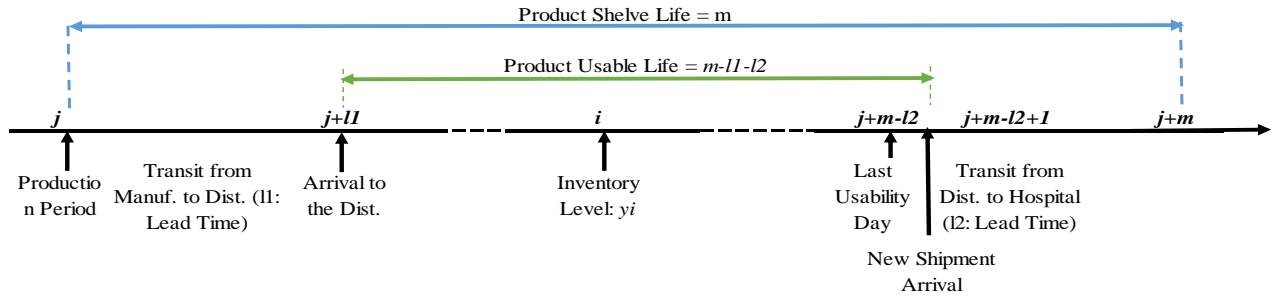 Product Shelve Life = m
Product Usable Life = m-l1-l2
j
j+l1
i
j+m-l2
j+m-l2+1
j+m
Productio
n Period
Transit from
Manuf. to Dist. (l1:
Lead Time)
Arrival to
the Dist.
Inventory
Level: yi
Last
Usability
Day
Transit from
Dist. to Hospital
(l2: Lead Time)
New Shipment
Arrival